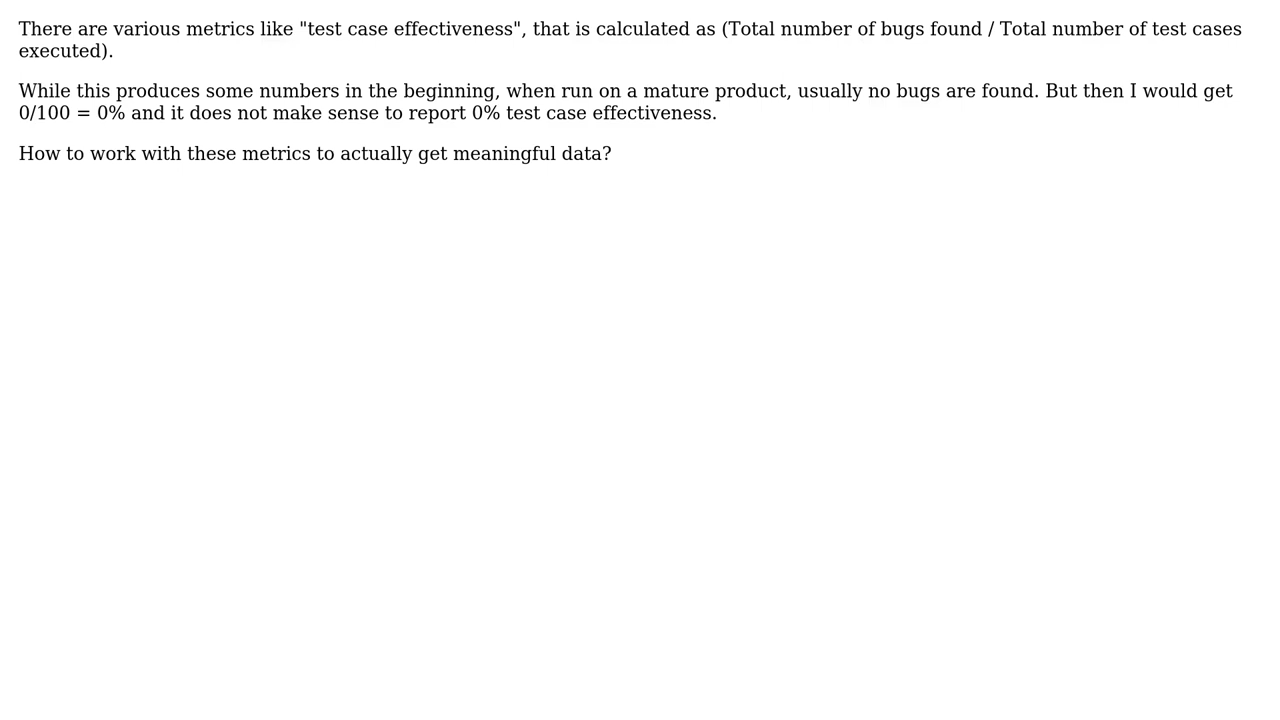 There are various metrics like "test case effectiveness", that is calculated as (Total number of bugs found / Total number of test cases
executed).
While this produces some numbers in the beginning, when run on a mature product, usually no bugs are found. But then I would get
0/100 = 0% and it does not make sense to report 0% test case effectiveness.
How to work with these metrics to actually get meaningful data?